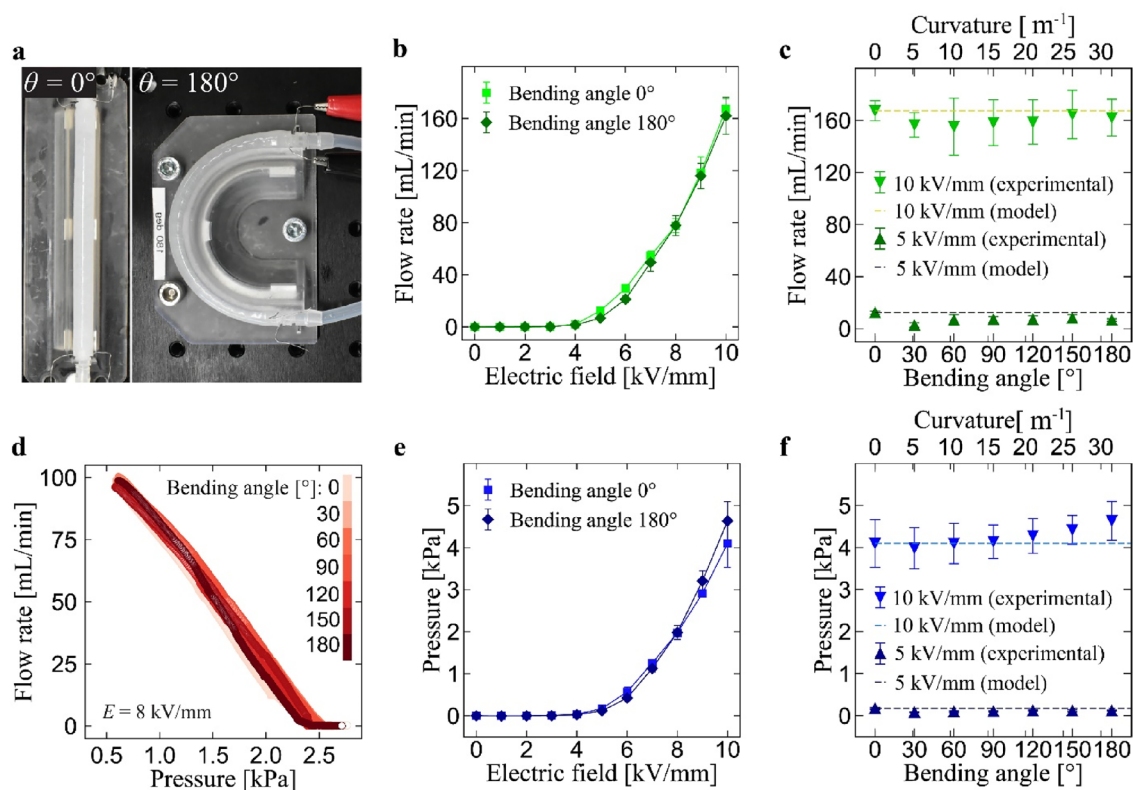 a
θ = 0°
θ = 180°
180 deg
b
Flow rate [mL/min]
160
120
80
40
0
Bending angle 0°
Bending angle 180°
0 2 4 6 8 10
Electric field [kV/mm]
c
Curvature [ m⁻¹]
0 5 10 15 20 25 30
Flow rate [mL/min]
160
120
80
40
0
10 kV/mm (experimental)
10 kV/mm (model)
5 kV/mm (experimental)
5 kV/mm (model)
0 30 60 90 120 150 180
Bending angle [°]
d
Flow rate [mL/min]
100
75
50
25
0
Bending angle [°]: 0
30
60
90
120
150
180
E = 8 kV/mm
0.5 1.0 1.5 2.0 2.5
Pressure [kPa]
e
Pressure [kPa]
5
4
3
2
1
0
Bending angle 0°
Bending angle 180°
0 2 4 6 8 10
Electric field [kV/mm]
f
Curvature[ m⁻¹]
0 5 10 15 20 25 30
Pressure [kPa]
5
4
3
2
1
0
10 kV/mm (experimental)
10 kV/mm (model)
5 kV/mm (experimental)
5 kV/mm (model)
0 30 60 90 120 150 180
Bending angle [°]